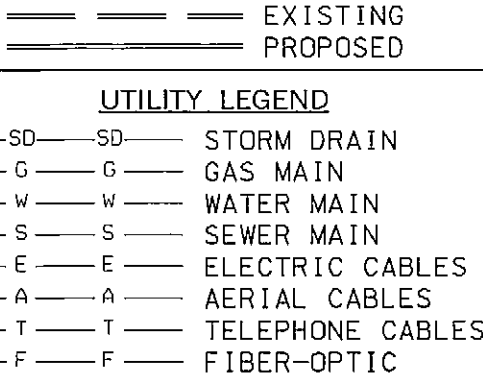 EXISTING
PROPOSED
UTILITY LEGEND
SD SD STORM DRAIN
G G GAS MAIN
W W WATER MAIN
S S SEWER MAIN
E E ELECTRIC CABLES
A A AERIAL CABLES
T T TELEPHONE CABLES
F F FIBER-OPTIC